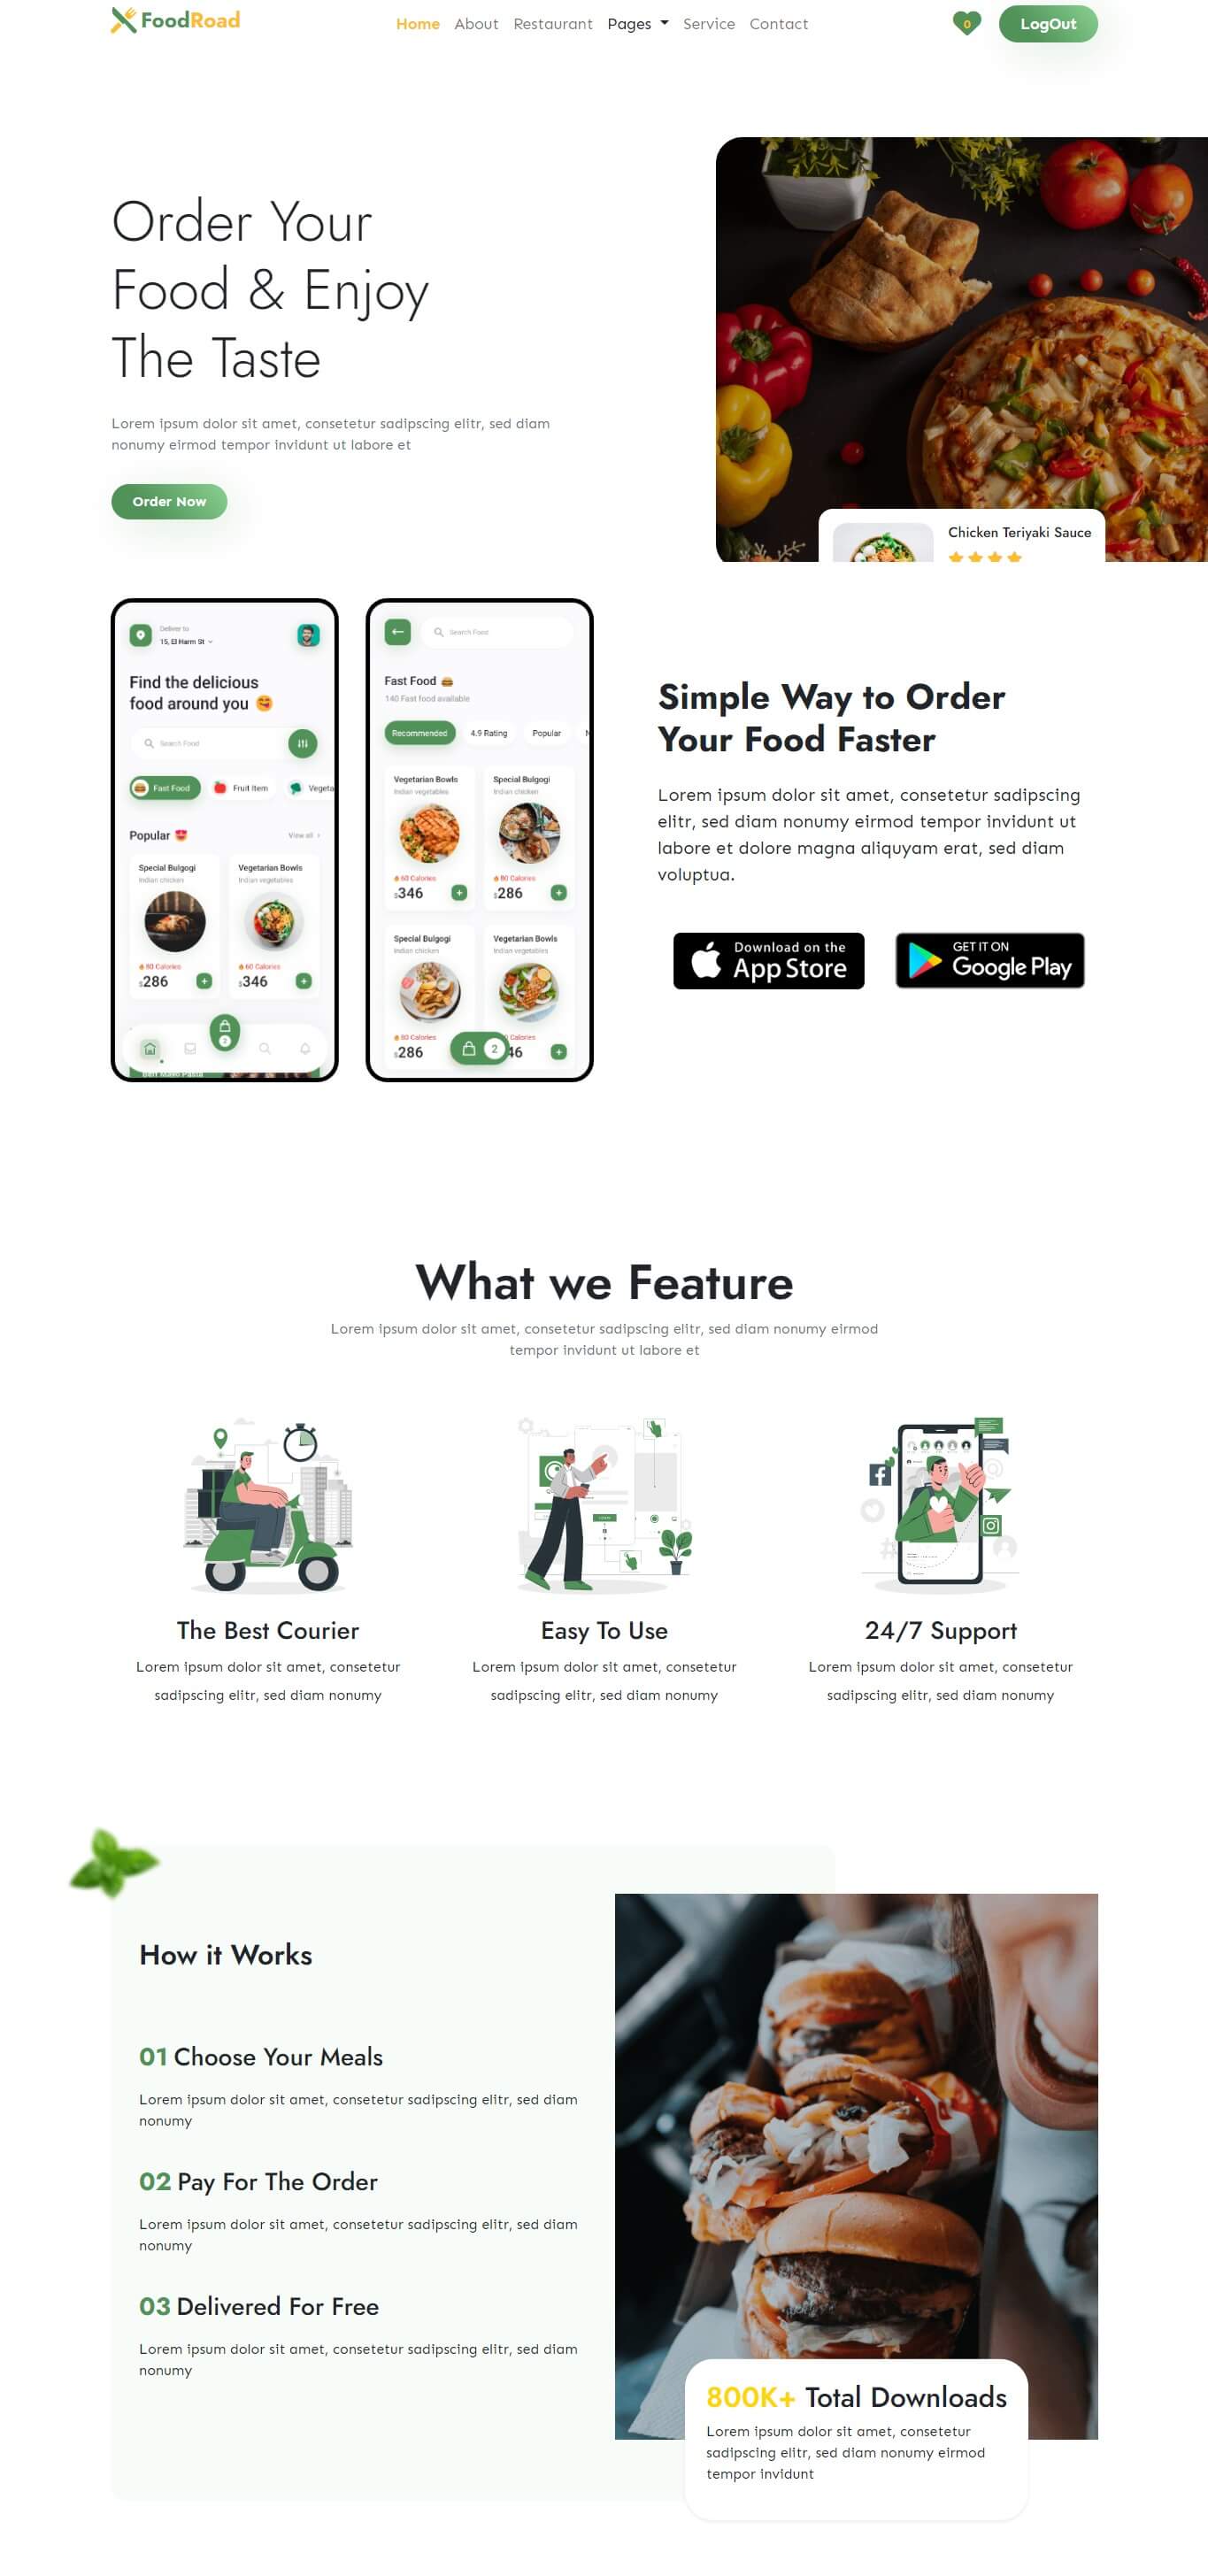 FoodRoad
Home About Restaurant Pages Service Contact
0
LogOut
Order Your
Food & Enjoy
The Taste
Lorem ipsum dolor sit amet, consetetur sadipscing elitr, sed diam
nonumy eirmod tempor invidunt ut labore et
Order Now
Chicken Teriyaki Sauce
Deliver to
15, El Harm St
Find the delicious
food around you
Search Food
Fast Food
Fruit Item
Vegeta
Popular
View all
Special Bulgogi
Indian chicken
80 Calories
$286
Vegetarian Bowls
Indian vegetables
60 Calories
$346
2
Search Food
Fast Food
140 Fast food available
Recommended
4.9 Rating
Popular
Vegetarian Bowls
Indian vegetables
60 Calories
$346
Special Bulgogi
Indian chicken
80 Calories
$286
Special Bulgogi
Indian chicken
80 Calories
$286
Vegetarian Bowls
Indian vegetables
Calories
46
2
Simple Way to Order
Your Food Faster
Lorem ipsum dolor sit amet, consetetur sadipscing
elitr, sed diam nonumy eirmod tempor invidunt ut
labore et dolore magna aliquyam erat, sed diam
voluptua.
Download on the
App Store
GET IT ON
Google Play
What we Feature
Lorem ipsum dolor sit amet, consetetur sadipscing elitr, sed diam nonumy eirmod
tempor invidunt ut labore et
The Best Courier
Lorem ipsum dolor sit amet, consetetur
sadipscing elitr, sed diam nonumy
Easy To Use
Lorem ipsum dolor sit amet, consetetur
sadipscing elitr, sed diam nonumy
24/7 Support
Lorem ipsum dolor sit amet, consetetur
sadipscing elitr, sed diam nonumy
How it Works
01 Choose Your Meals
Lorem ipsum dolor sit amet, consetetur sadipscing elitr, sed diam
nonumy
02 Pay For The Order
Lorem ipsum dolor sit amet, consetetur sadipscing elitr, sed diam
nonumy
03 Delivered For Free
Lorem ipsum dolor sit amet, consetetur sadipscing elitr, sed diam
nonumy
800K+ Total Downloads
Lorem ipsum dolor sit amet, consetetur
sadipscing elitr, sed diam nonumy eirmod
tempor invidunt